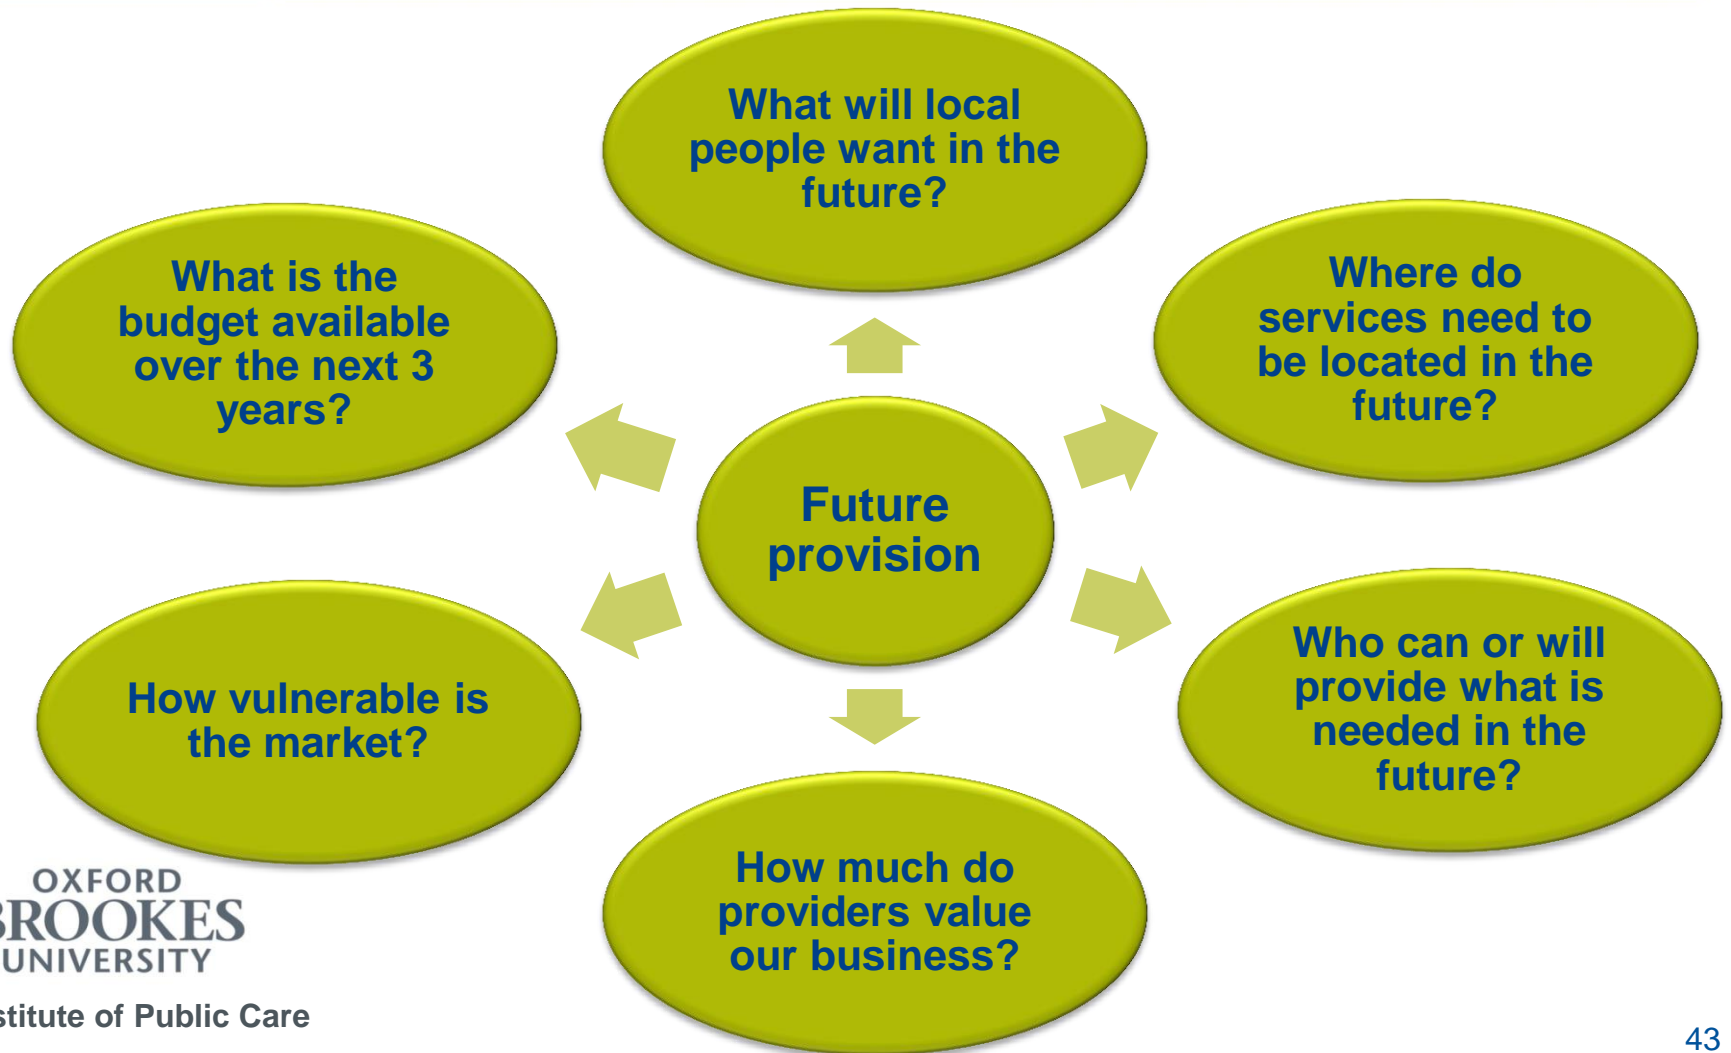 What will local
people want in the
future?
What is the
budget available
over the next 3
years?
Where do
services need to
be located in the
future?
Future
provision
How vulnerable is
the market?
Who can or will
provide what is
needed in the
future?
How much do
providers value
our business?
OXFORD
BROOKES
UNIVERSITY
stitute of Public Care
43